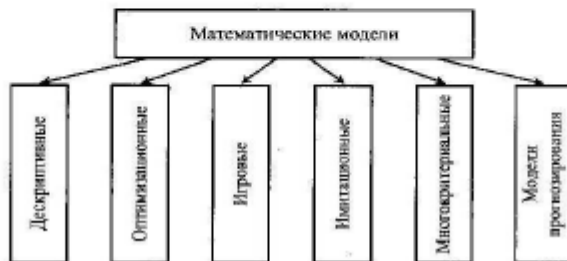 Математические модели
Дескриптивные
Оптимизационные
Игровые
Имитационные
Многокритериальные
Модели
прогнозирования